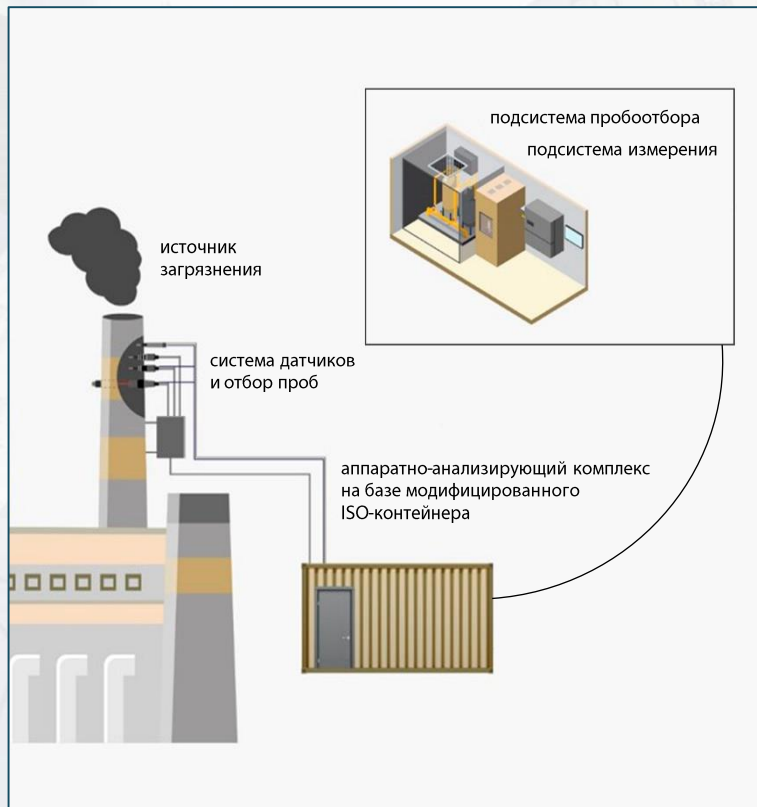 подсистема пробоотбора
подсистема измерения
источник
загрязнения
система датчиков
и отбор проб
аппаратно-анализирующий комплекс
на базе модифицированного
ISO-контейнера